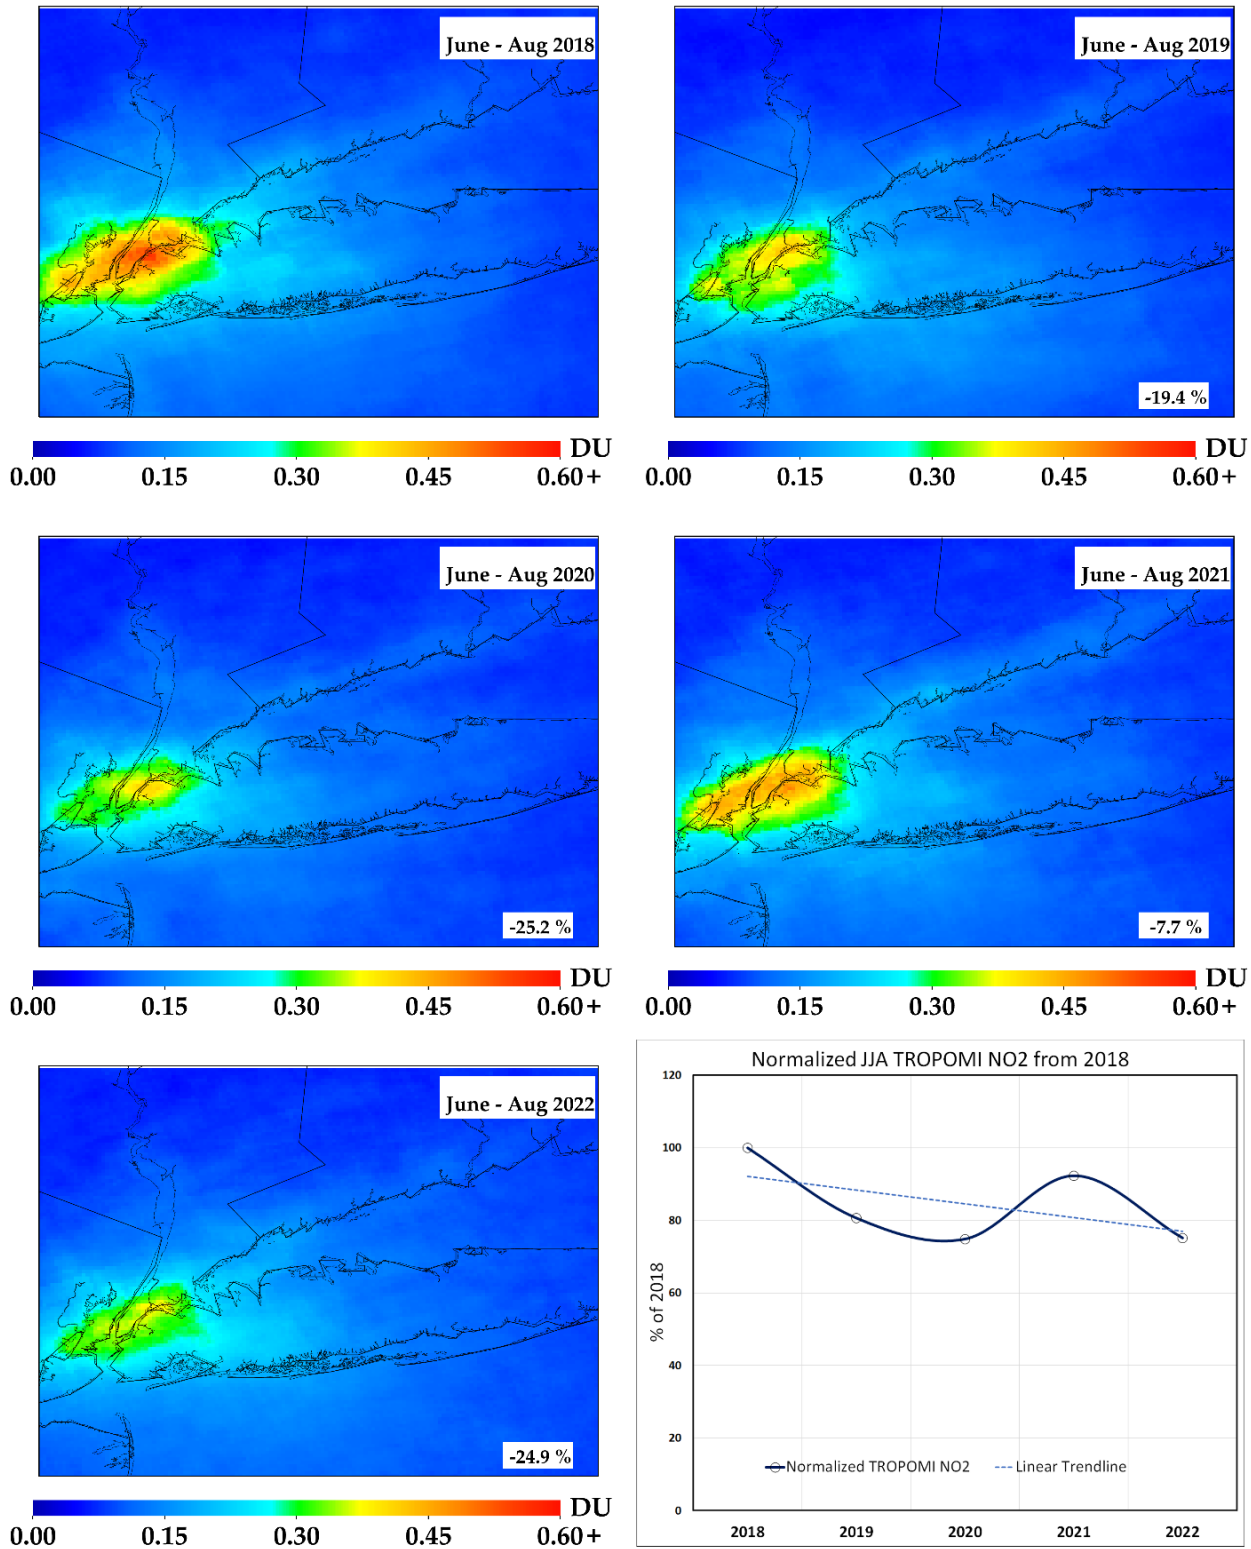 June - Aug 2018
DU
0.00 0.15 0.30 0.45 0.60+
June - Aug 2019
-19.4 %
DU
0.00 0.15 0.30 0.45 0.60+
June - Aug 2020
-25.2 %
DU
0.00 0.15 0.30 0.45 0.60+
June - Aug 2021
-7.7 %
DU
0.00 0.15 0.30 0.45 0.60+
June - Aug 2022
-24.9 %
DU
0.00 0.15 0.30 0.45 0.60+
Normalized JJA TROPOMI NO2 from 2018
120
100
80
60
40
20
0
% of 2018
Normalized TROPOMI NO2 Linear Trendline
2018 2019 2020 2021 2022